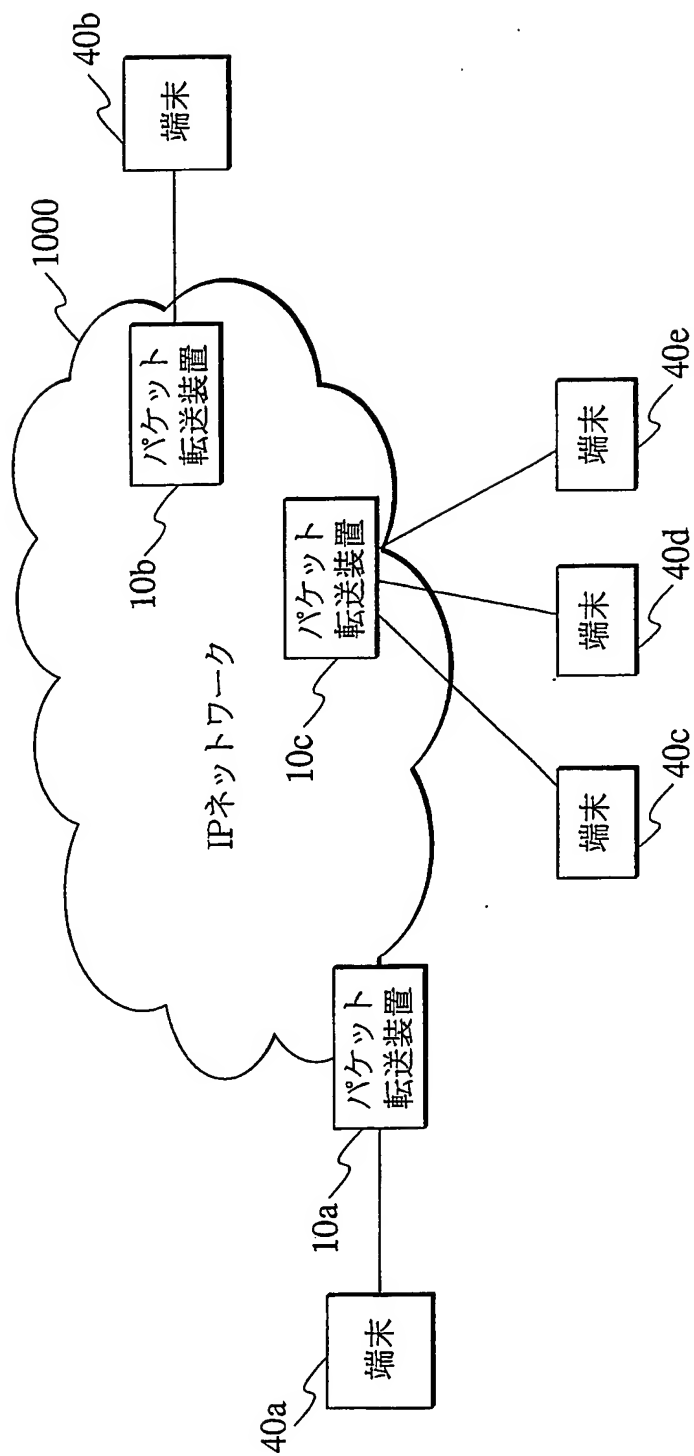 40b
端末
1000
パケット
転送装置
10b
IPネットワーク
パケット
転送装置
10c
パケット
転送装置
10a
端末
40a
端末
40c
端末
40d
端末
40e